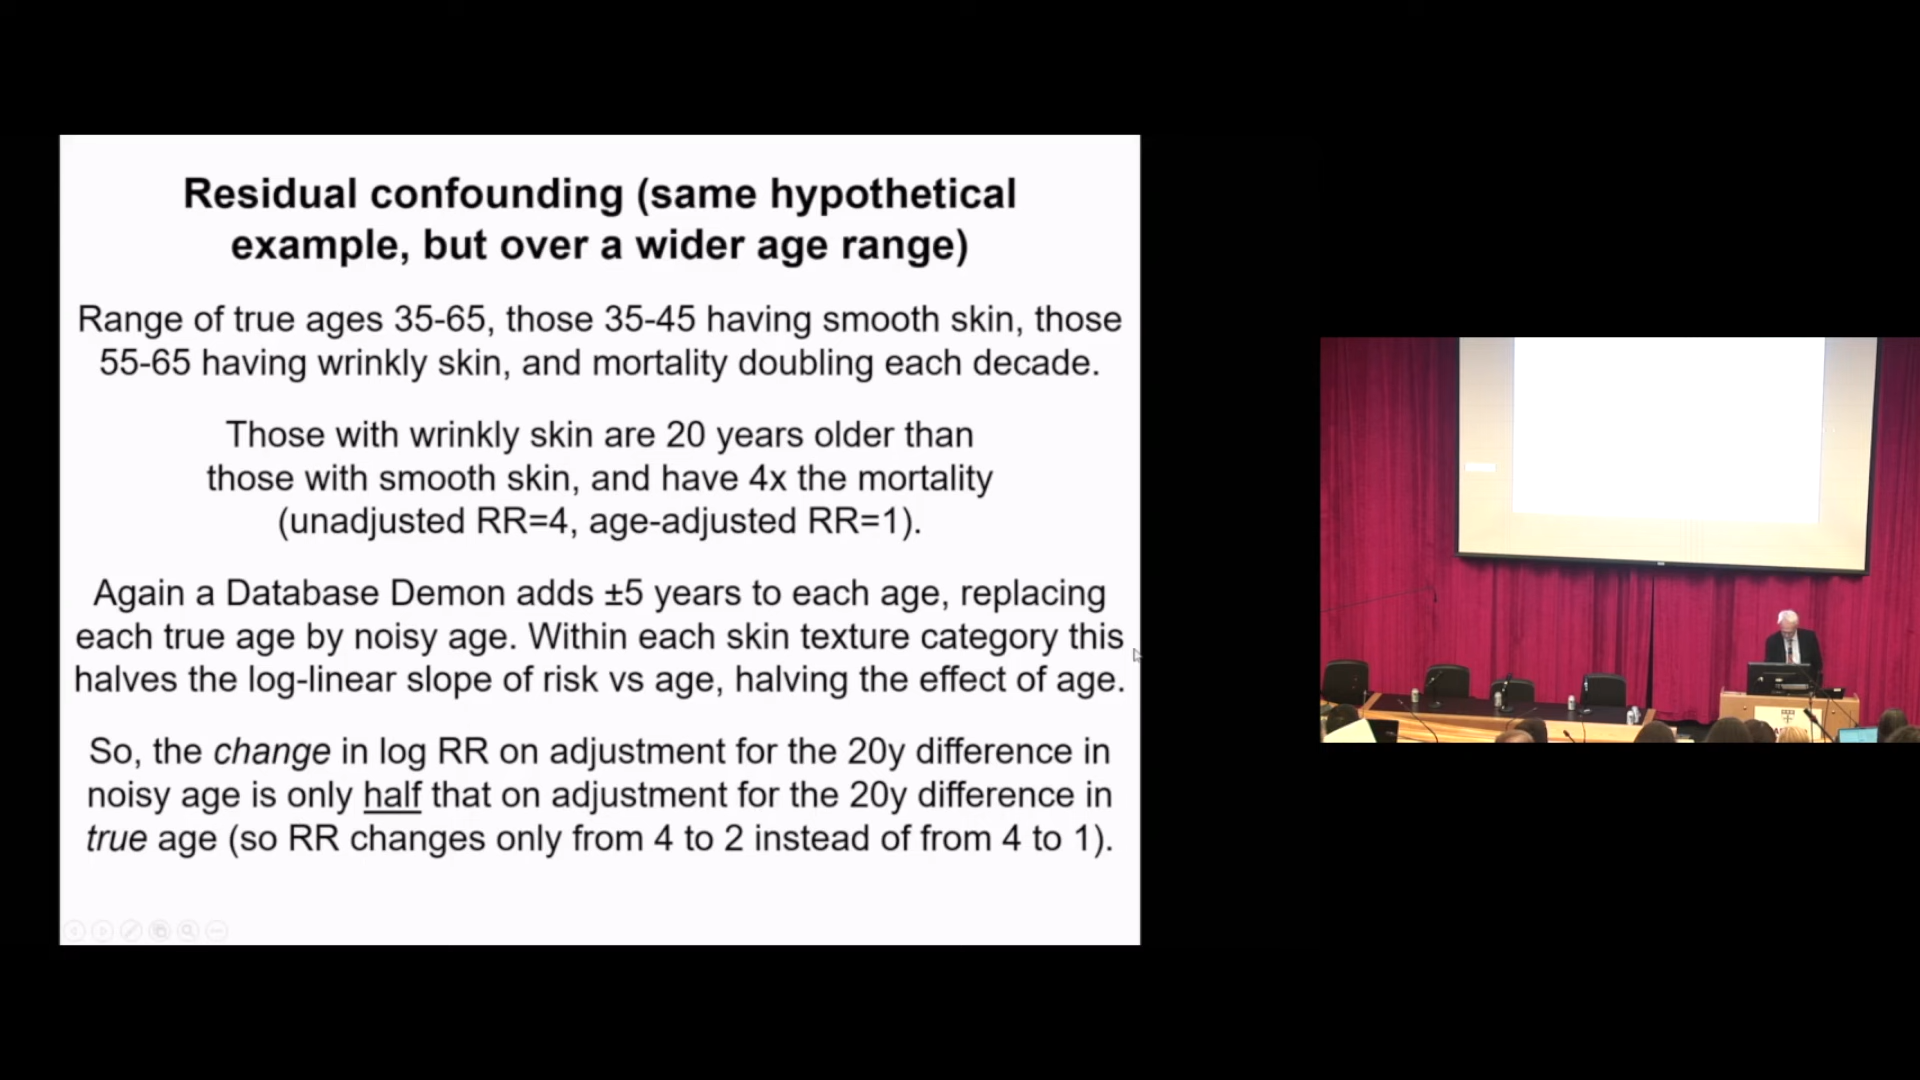 Residual confounding (same hypothetical
example, but over a wider age range)
Range of true ages 35-65, those 35-45 having smooth skin, those
55-65 having wrinkly skin, and mortality doubling each decade.
Those with wrinkly skin are 20 years older than
those with smooth skin, and have 4x the mortality
(unadjusted RR=4, age-adjusted RR=1).
Again a Database Demon adds ±5 years to each age, replacing
each true age by noisy age. Within each skin texture category this
halves the log-linear slope of risk vs age, halving the effect of age.
So, the change in log RR on adjustment for the 20y difference in
noisy age is only half that on adjustment for the 20y difference in
true age (so RR changes only from 4 to 2 instead of from 4 to 1).